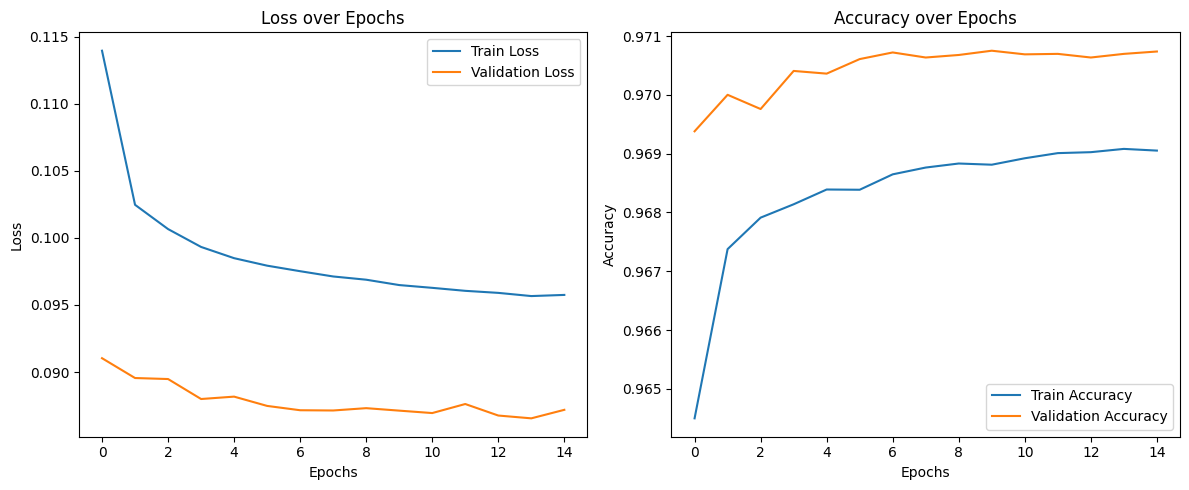 Loss over Epochs
0.115
0.110
0.105
0.100
0.095
0.090
Loss
Train Loss
Validation Loss
0 2 4 6 8 10 12 14
Epochs
Accuracy over Epochs
0.971
0.970
0.969
0.968
0.967
0.966
0.965
Accuracy
Train Accuracy
Validation Accuracy
0 2 4 6 8 10 12 14
Epochs